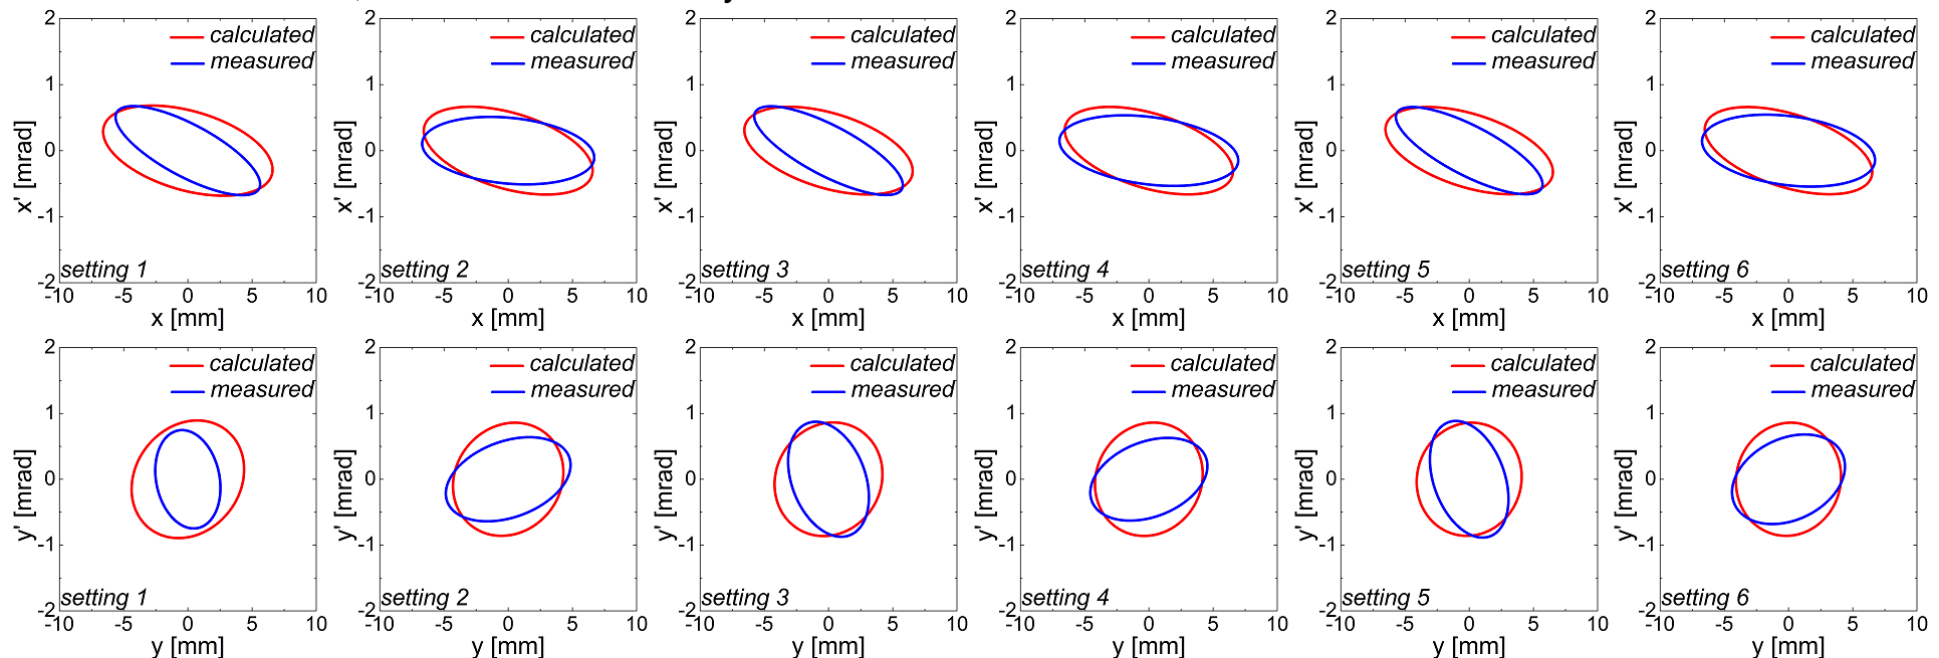 2
calculated
measured
1
0
-1
-2
x' [mrad]
setting 1
-10 -5 0 5 10
x [mm]
2
calculated
measured
1
0
-1
-2
x' [mrad]
setting 2
-10 -5 0 5 10
x [mm]
2
calculated
measured
1
0
-1
-2
x' [mrad]
setting 3
-10 -5 0 5 10
x [mm]
2
calculated
measured
1
0
-1
-2
x' [mrad]
setting 4
-10 -5 0 5 10
x [mm]
2
calculated
measured
1
0
-1
-2
x' [mrad]
setting 5
-10 -5 0 5 10
x [mm]
2
calculated
measured
1
0
-1
-2
x' [mrad]
setting 6
-10 -5 0 5 10
x [mm]
2
calculated
measured
1
0
-1
-2
y' [mrad]
setting 1
-10 -5 0 5 10
y [mm]
2
calculated
measured
1
0
-1
-2
y' [mrad]
setting 2
-10 -5 0 5 10
y [mm]
2
calculated
measured
1
0
-1
-2
y' [mrad]
setting 3
-10 -5 0 5 10
y [mm]
2
calculated
measured
1
0
-1
-2
y' [mrad]
setting 4
-10 -5 0 5 10
y [mm]
2
calculated
measured
1
0
-1
-2
y' [mrad]
setting 5
-10 -5 0 5 10
y [mm]
2
calculated
measured
1
0
-1
-2
y' [mrad]
setting 6
-10 -5 0 5 10
y [mm]